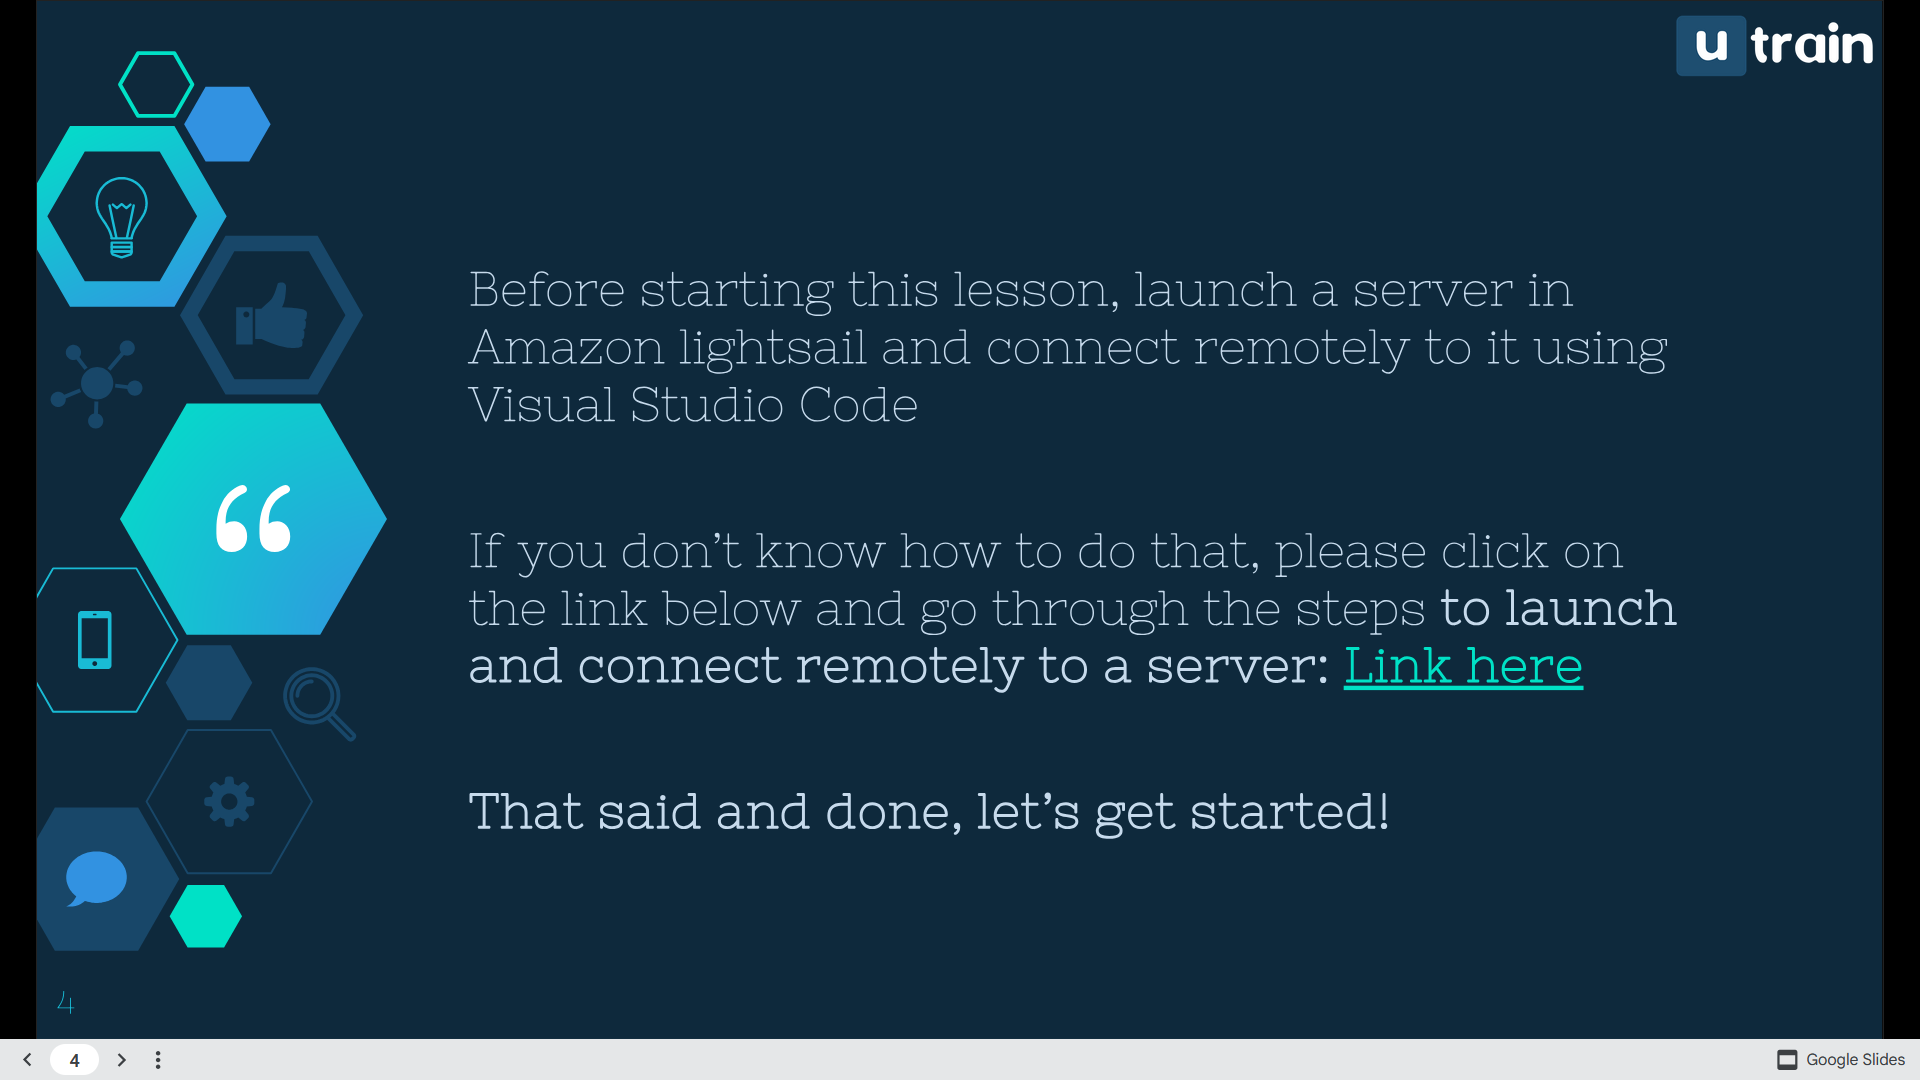 u train
Before starting this lesson, launch a server in
Amazon lightsail and connect remotely to it using
Visual Studio Code
If you don’t know how to do that, please click on
the link below and go through the steps to launch
and connect remotely to a server: Link here
That said and done, let’s get started!
4
4
Google Slides